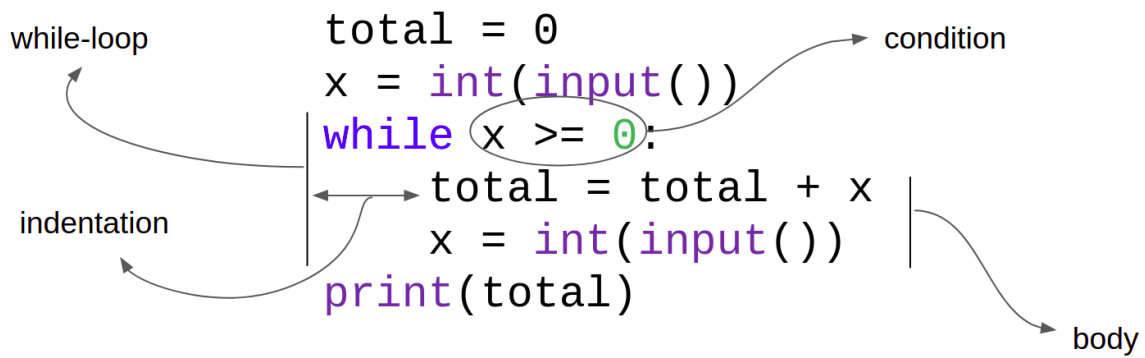 while-loop
condition
indentation
body
total = 0
x = int(input())
while x >= 0:
    total = total + x
    x = int(input())
print(total)